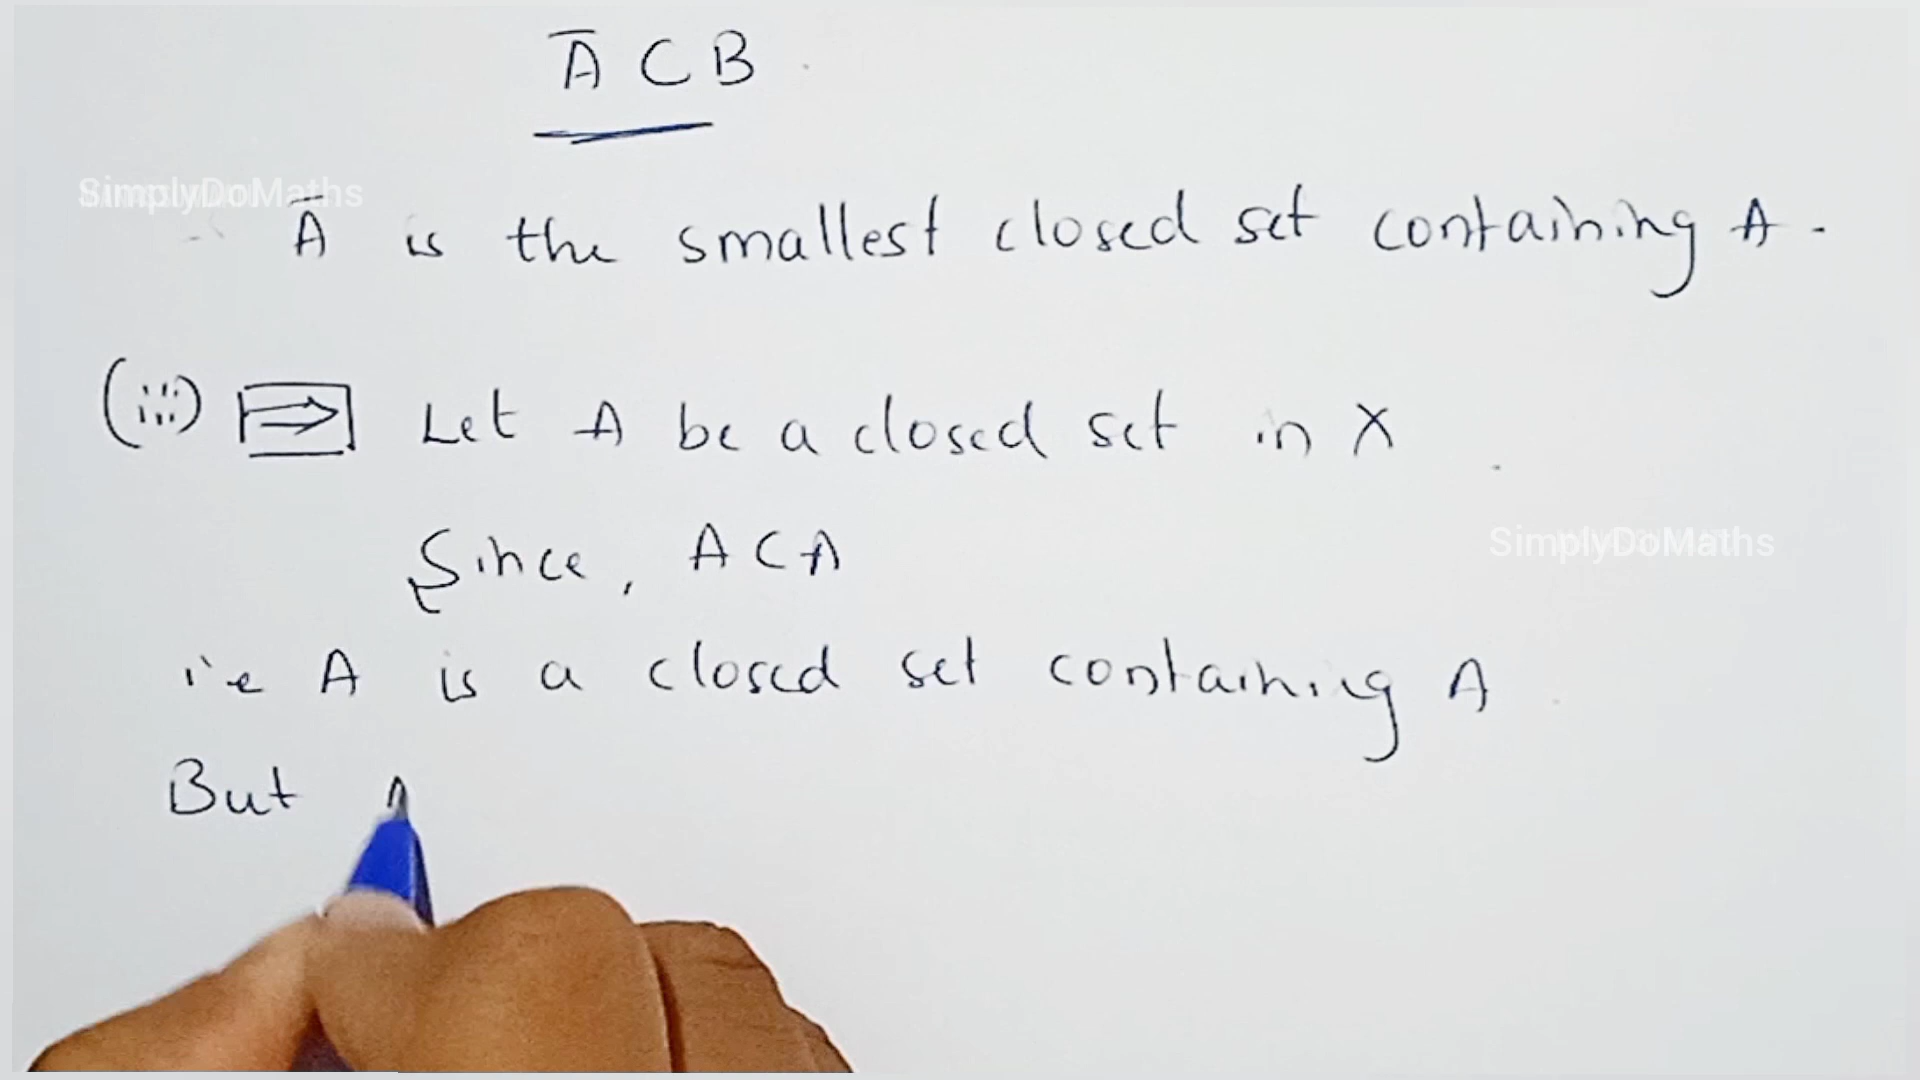 Ā ⊂ B
SimplyDoMaths
Ā is the smallest closed set containing A.
(iii) ⇒ Let A be a closed set in X
Since, A ⊂ A
SimplyDoMaths
i.e A is a closed set containing A
But A